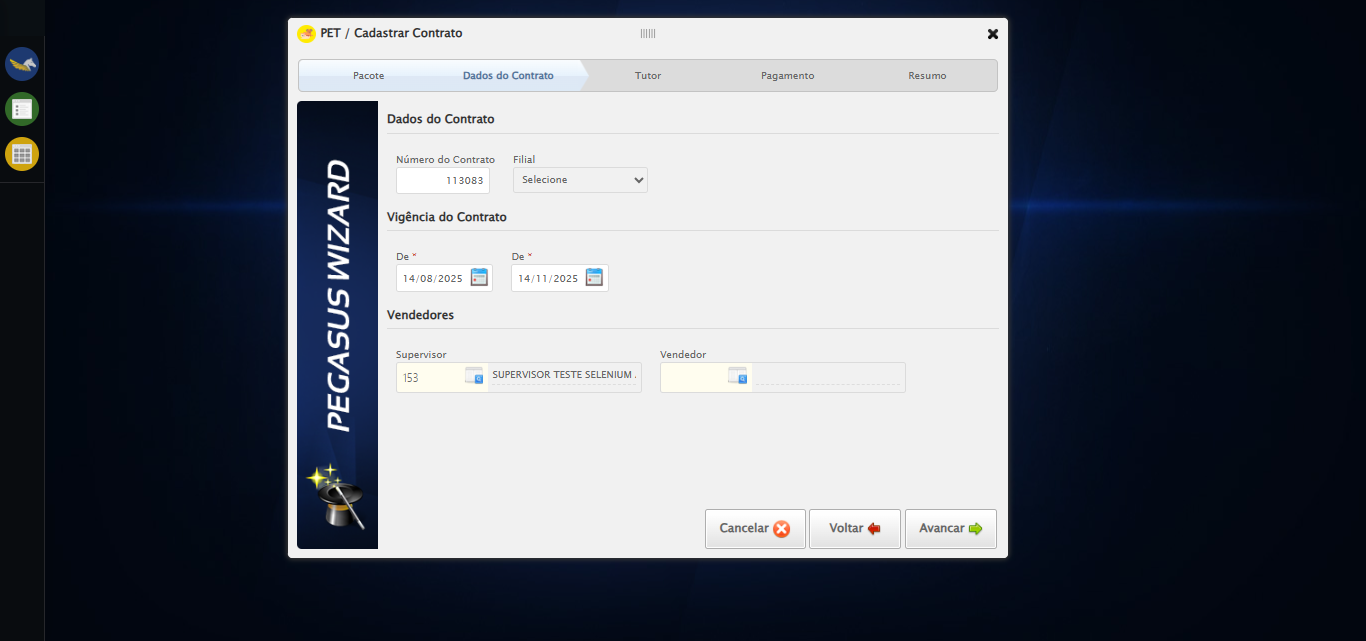 PET / Cadastrar Contrato
Pacote Dados do Contrato Tutor Pagamento Resumo
PEGASUS WIZARD
Dados do Contrato
Número do Contrato Filial
113083 Selecione
Vigência do Contrato
De * De *
14/08/2025 14/11/2025
Vendedores
Supervisor Vendedor
153 SUPERVISOR TESTE SELENIUM .
Cancelar Voltar Avancar